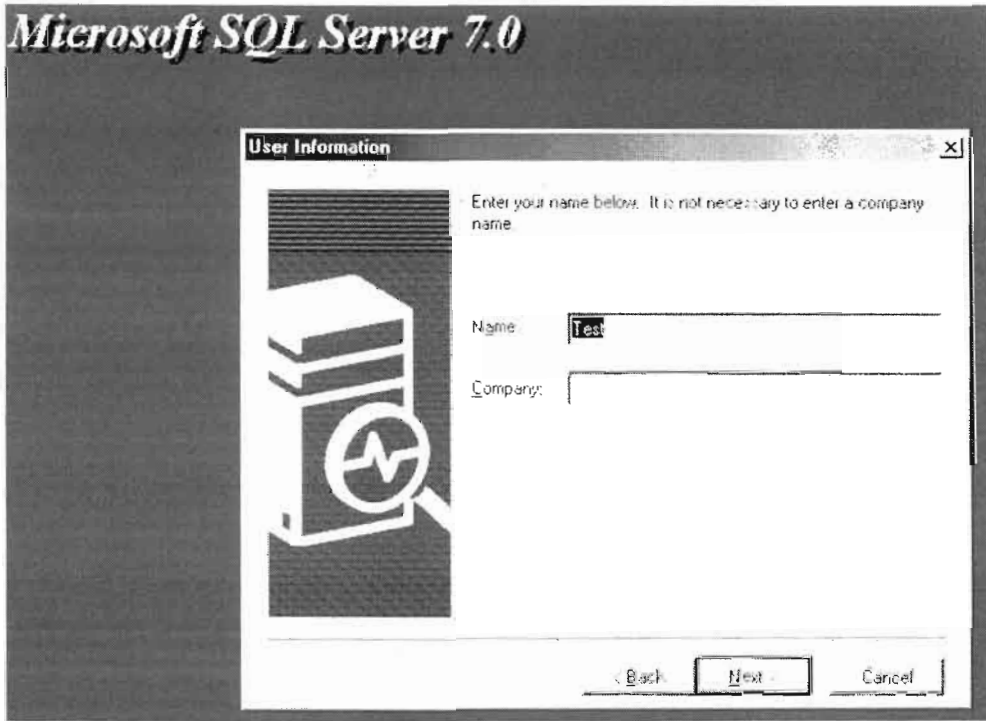 Microsoft SQL Server 7.0
User Information
Enter your name below. It is not necessary to enter a company
name.
Name
Test
Company:
< Back
Next
Cancel